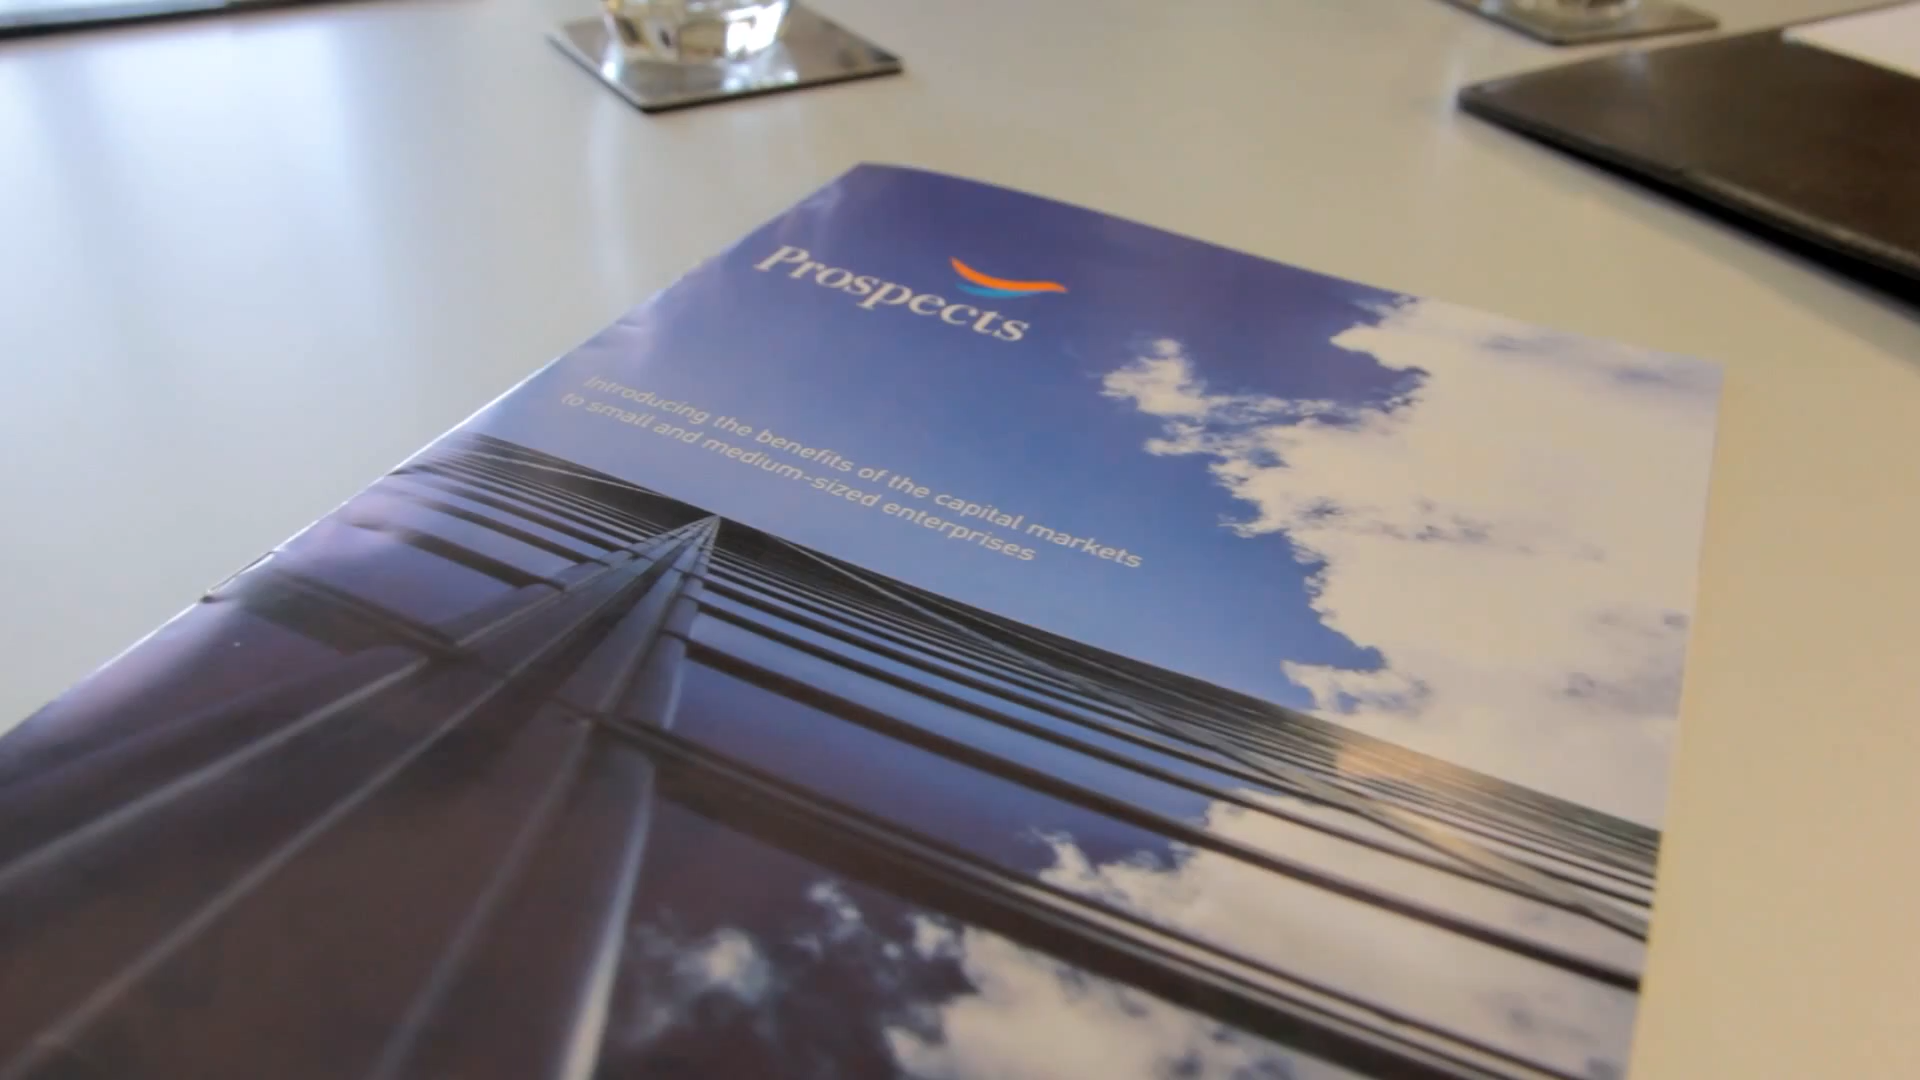 Prospects
Introducing the benefits of the capital markets
to small and medium-sized enterprises